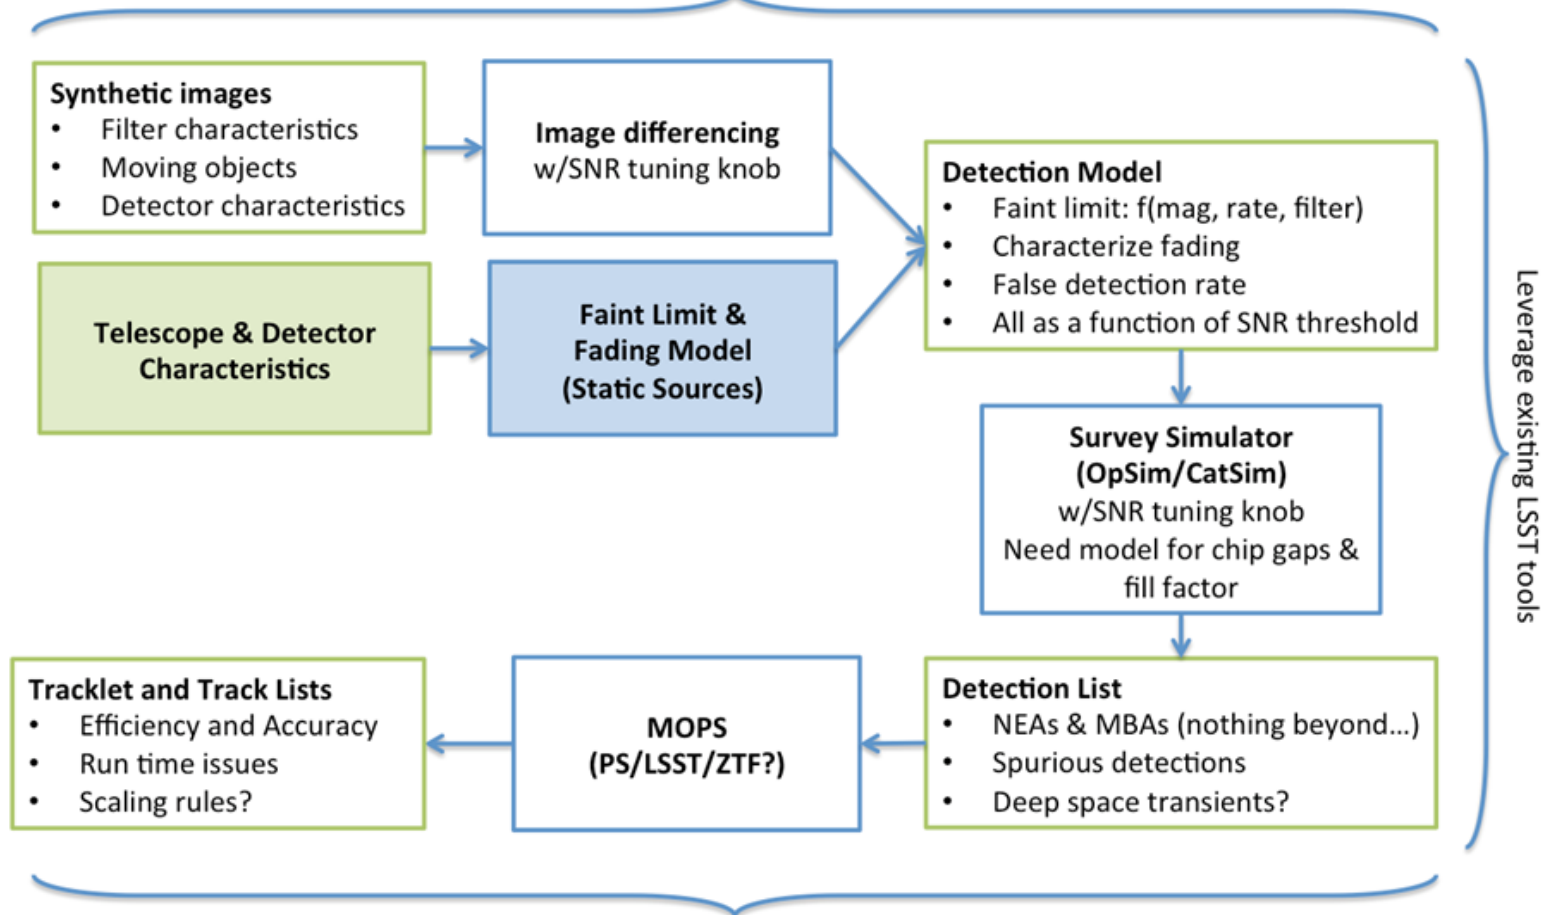 Synthetic images
• Filter characteristics
• Moving objects
• Detector characteristics
Image differencing
w/SNR tuning knob
Detection Model
• Faint limit: f(mag, rate, filter)
• Characterize fading
• False detection rate
• All as a function of SNR threshold
Telescope & Detector
Characteristics
Faint Limit &
Fading Model
(Static Sources)
Survey Simulator
(OpSim/CatSim)
w/SNR tuning knob
Need model for chip gaps &
fill factor
Leverage existing LSST tools
Detection List
• NEAs & MBAs (nothing beyond...)
• Spurious detections
• Deep space transients?
MOPS
(PS/LSST/ZTF?)
Tracklet and Track Lists
• Efficiency and Accuracy
• Run time issues
• Scaling rules?